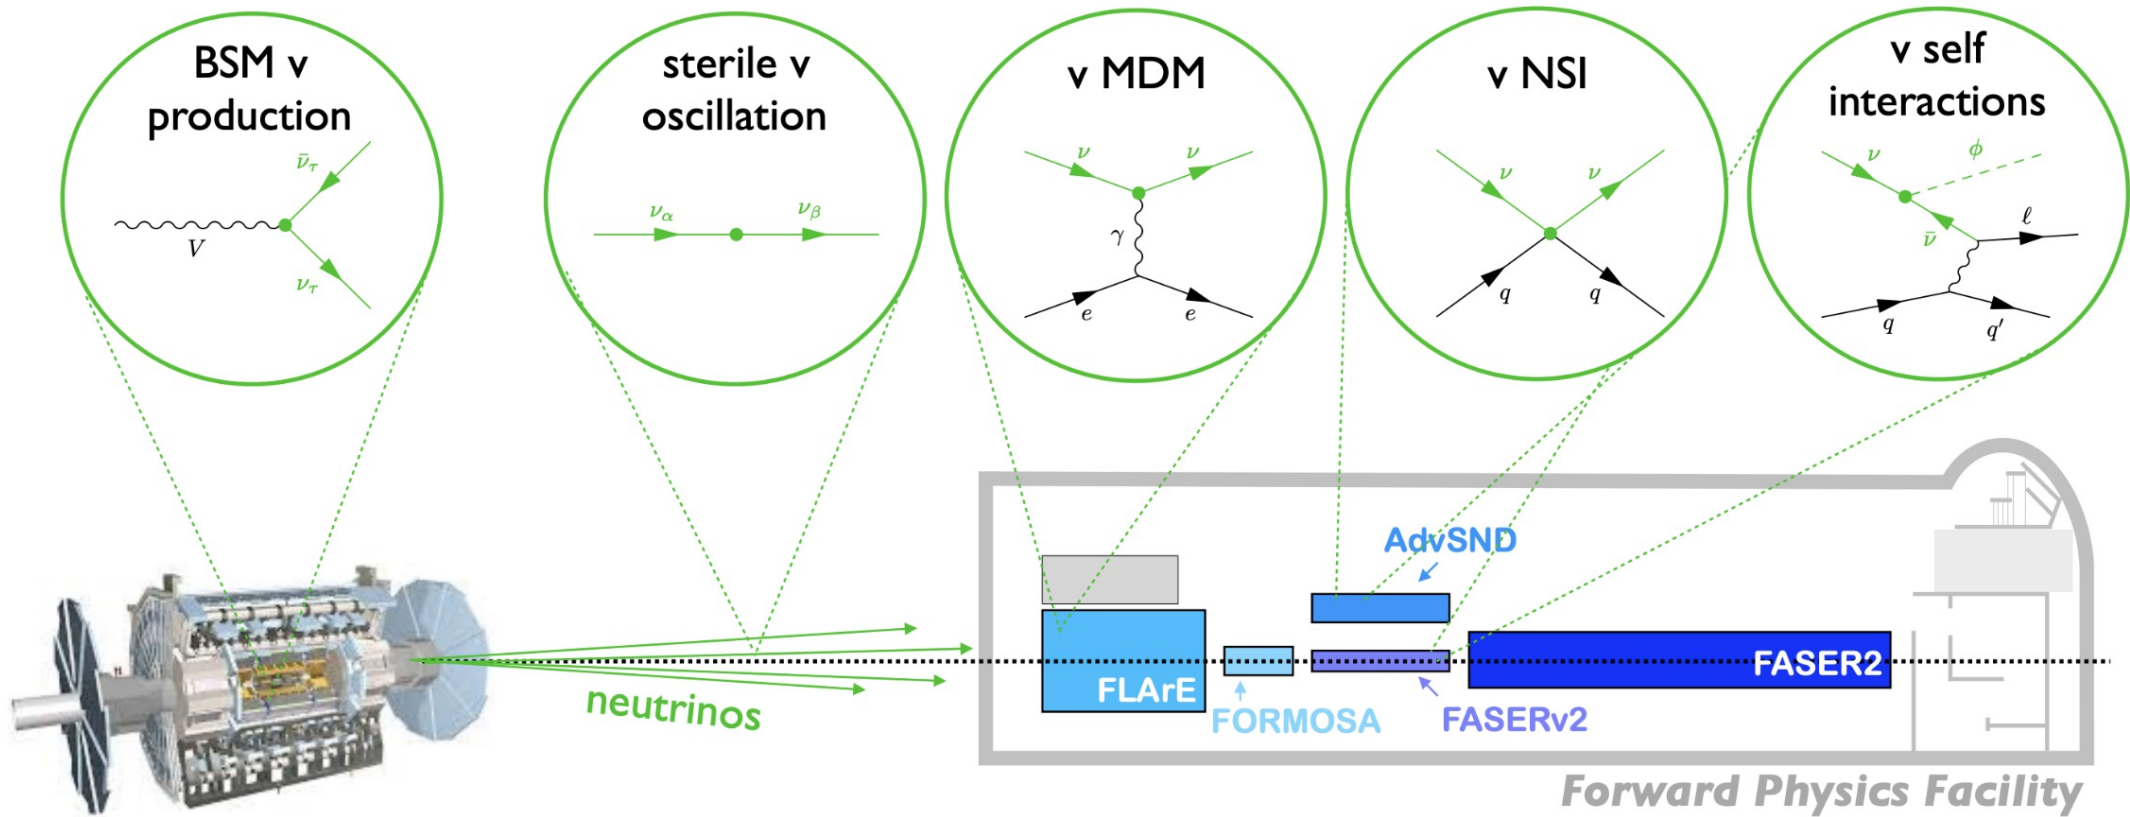 BSM ν
production
ν̄τ
V
ντ
sterile ν
oscillation
να
νβ
ν MDM
ν
ν
γ
e
e
ν NSI
ν
ν
q
q
ν self
interactions
ν
ϕ
ν̄
ℓ
q
q′
neutrinos
AdvSND
FLArE
FORMOSA
FASERν2
FASER2
Forward Physics Facility